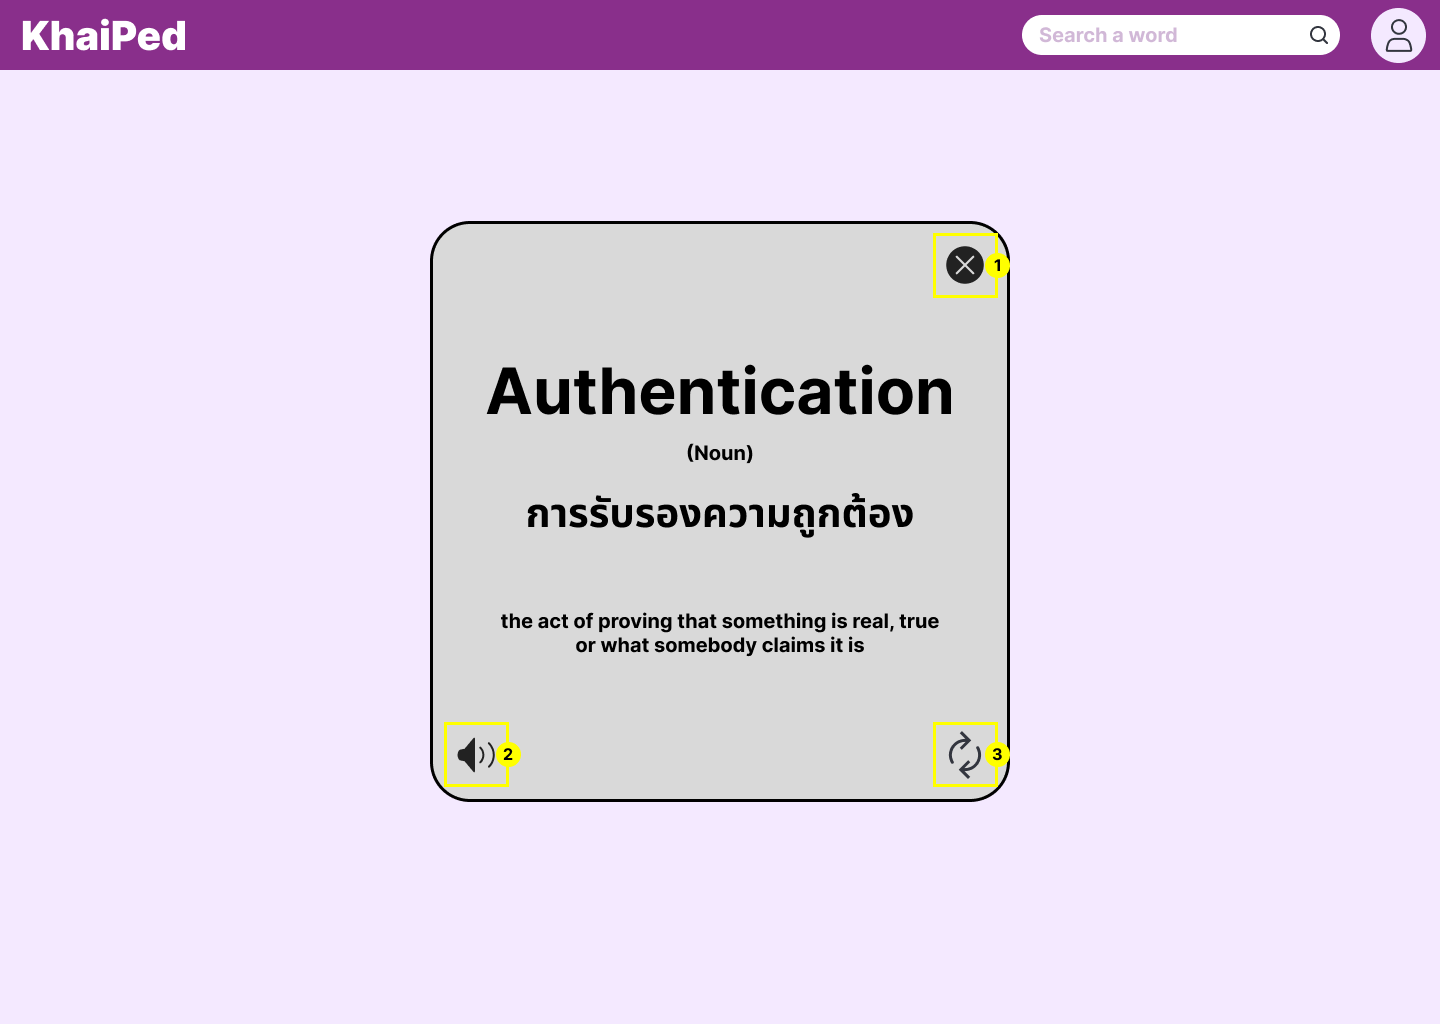 KhaiPed
Search a word
1
Authentication
(Noun)
การรับรองความถูกต้อง
the act of proving that something is real, true
or what somebody claims it is
2
3